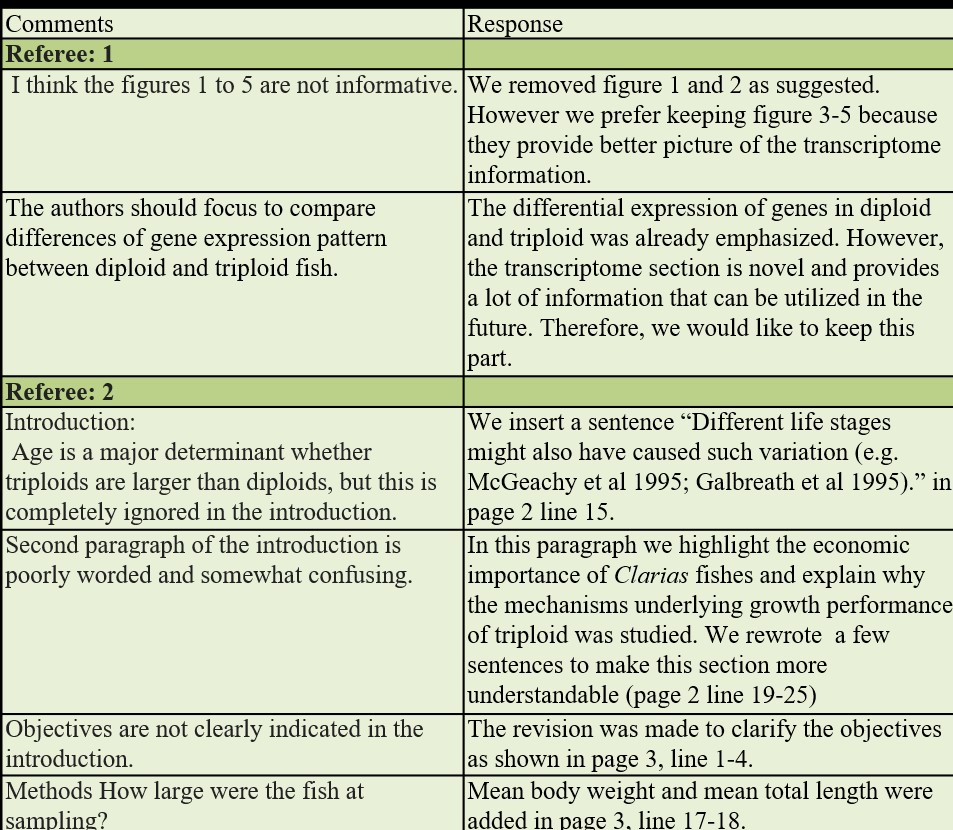 Comments
Response
Referee: 1
I think the figures 1 to 5 are not informative.
We removed figure 1 and 2 as suggested.
However we prefer keeping figure 3-5 because
they provide better picture of the transcriptome
information.
The authors should focus to compare
differences of gene expression pattern
between diploid and triploid fish.
The differential expression of genes in diploid
and triploid was already emphasized. However,
the transcriptome section is novel and provides
a lot of information that can be utilized in the
future. Therefore, we would like to keep this
part.
Referee: 2
Introduction:
Age is a major determinant whether
triploids are larger than diploids, but this is
completely ignored in the introduction.
We insert a sentence “Different life stages
might also have caused such variation (e.g.
McGeachy et al 1995; Galbreath et al 1995).” in
page 2 line 15.
Second paragraph of the introduction is
poorly worded and somewhat confusing.
In this paragraph we highlight the economic
importance of Clarias fishes and explain why
the mechanisms underlying growth performance
of triploid was studied. We rewrote  a few
sentences to make this section more
understandable (page 2 line 19-25)
Objectives are not clearly indicated in the
introduction.
The revision was made to clarify the objectives
as shown in page 3, line 1-4.
Methods How large were the fish at
sampling?
Mean body weight and mean total length were
added in page 3, line 17-18.